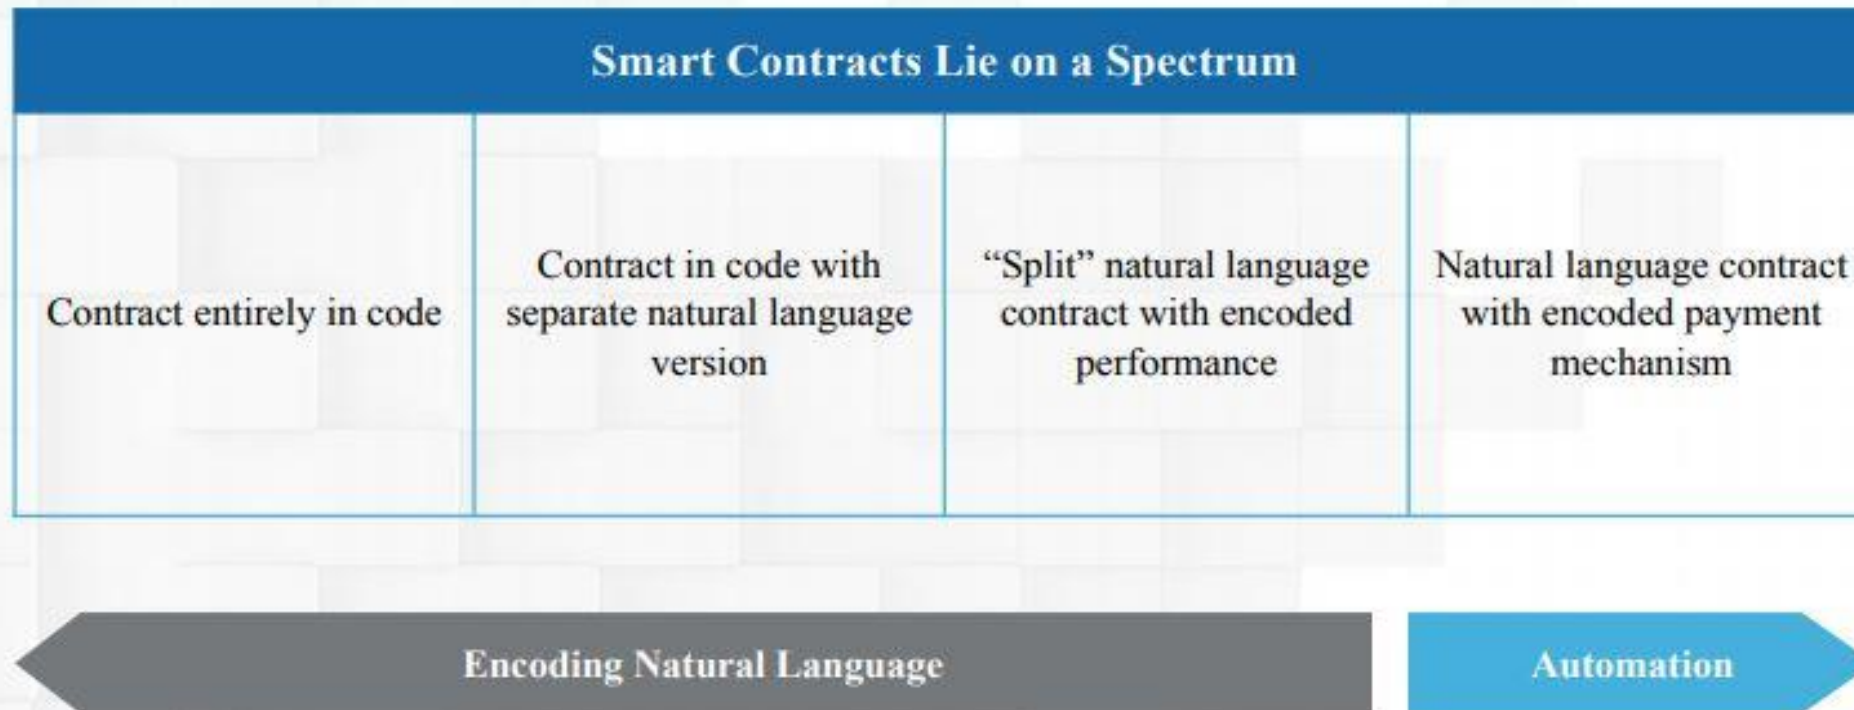 Smart Contracts Lie on a Spectrum
Contract entirely in code
Contract in code with
separate natural language
version
“Split” natural language
contract with encoded
performance
Natural language contract
with encoded payment
mechanism
Encoding Natural Language
Automation